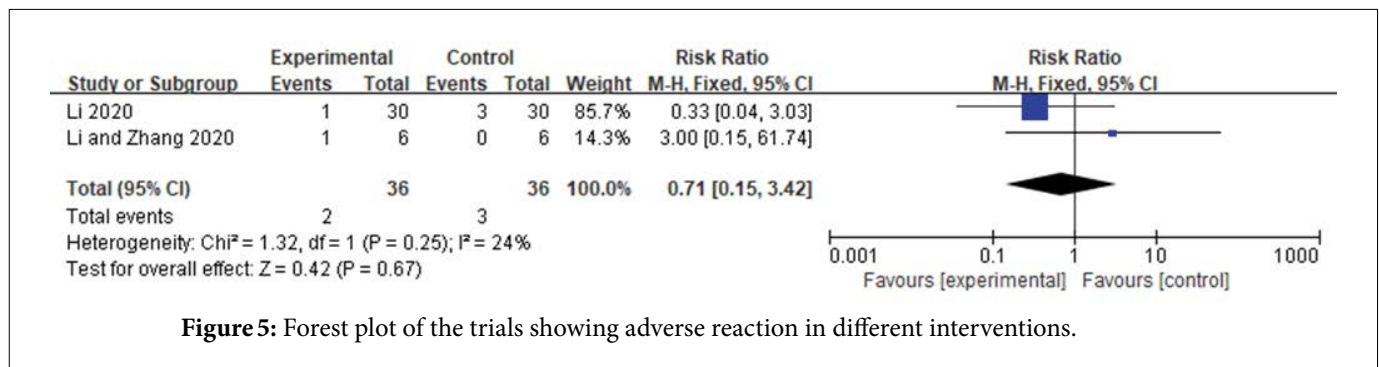 Experimental Control Risk Ratio Risk Ratio
Study or Subgroup Events Total Events Total Weight M-H, Fixed, 95% CI M-H, Fixed, 95% CI
Li 2020 1 30 3 30 85.7% 0.33 [0.04, 3.03]
Li and Zhang 2020 1 6 0 6 14.3% 3.00 [0.15, 61.74]
Total (95% CI) 36 36 100.0% 0.71 [0.15, 3.42]
Total events 2 3
Heterogeneity: Chi² = 1.32, df = 1 (P = 0.25); I² = 24%
Test for overall effect: Z = 0.42 (P = 0.67)
0.001 0.1 1 10 1000
Favours [experimental] Favours [control]
Figure 5: Forest plot of the trials showing adverse reaction in different interventions.